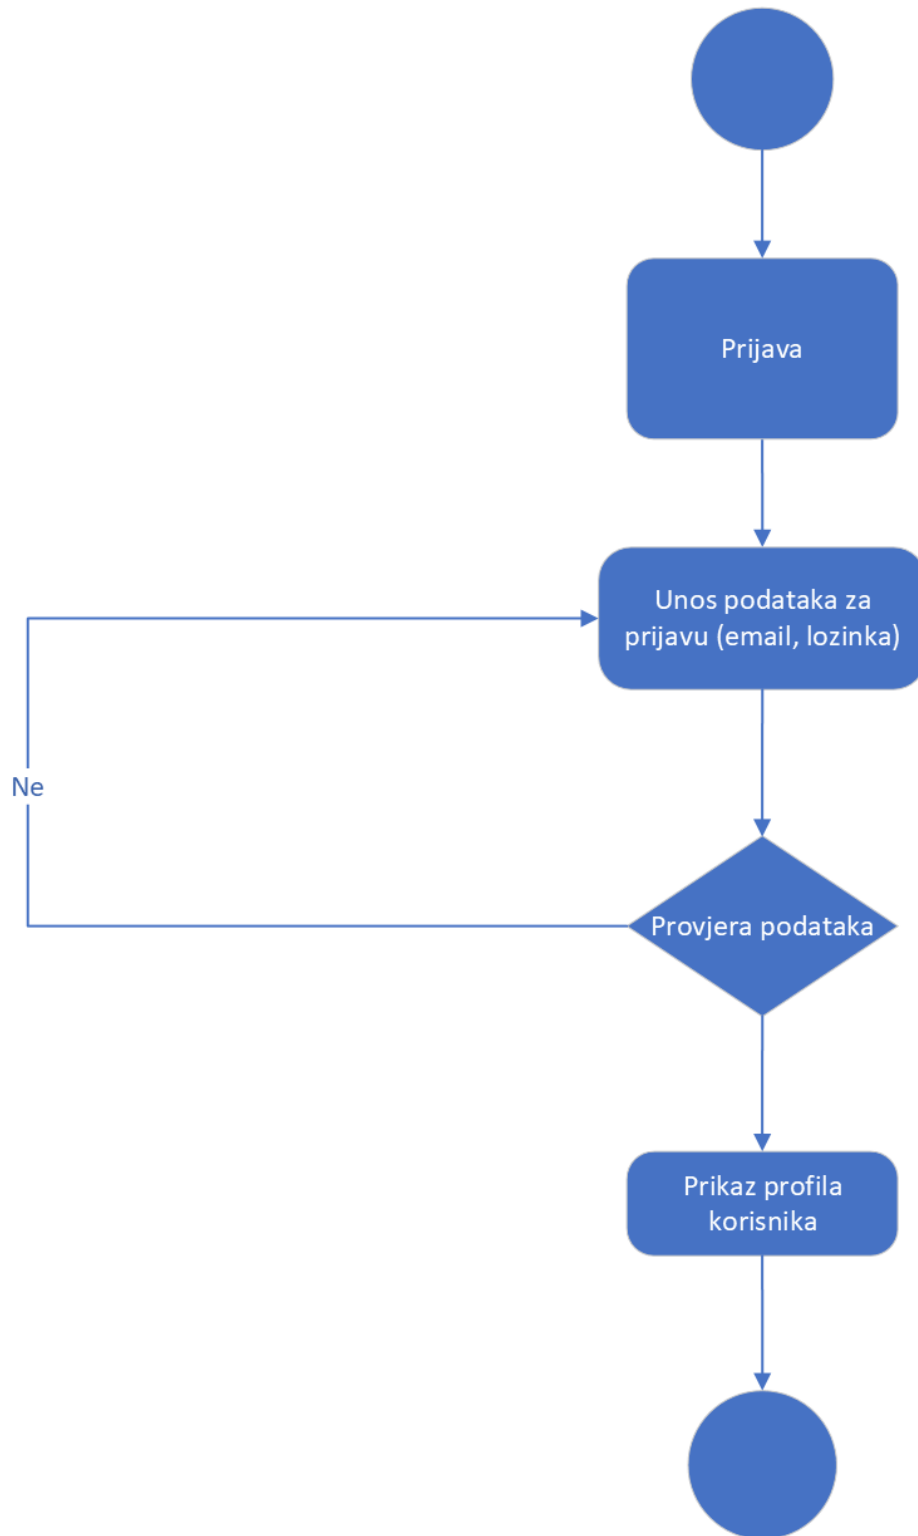 Prijava
Unos podataka za
prijavu (email, lozinka)
Ne
Provjera podataka
Prikaz profila
korisnika